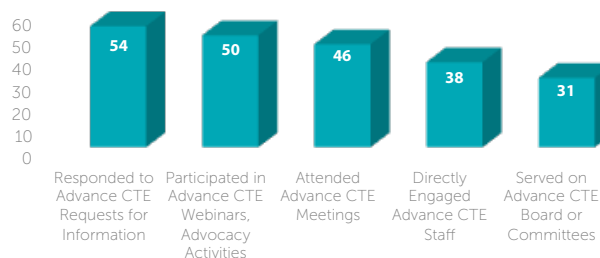 60
50
40
30
20
10
0
54
50
46
38
31
Responded to
Advance CTE
Requests for
Information
Participated in
Advance CTE
Webinars,
Advocacy
Activities
Attended
Advance CTE
Meetings
Directly
Engaged
Advance CTE
Staff
Served on
Advance CTE
Board or
Committees